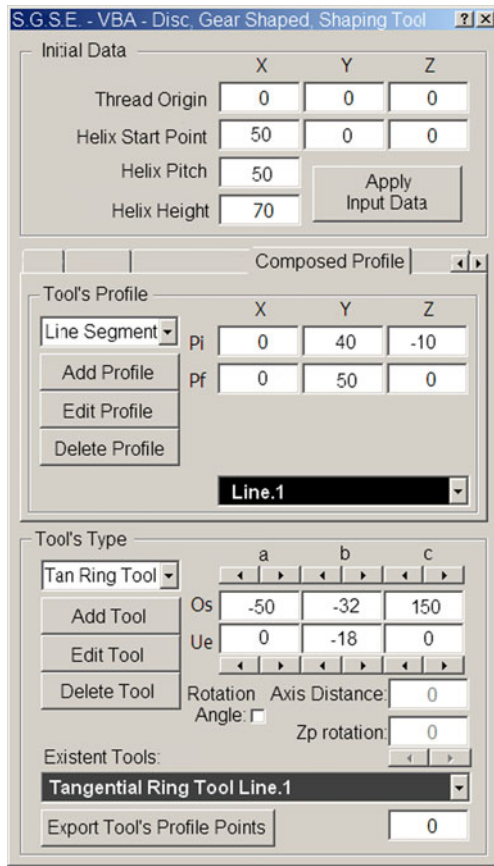 S.G.S.E. - VBA - Disc, Gear Shaped, Shaping Tool ? ×
Initial Data
X Y Z
Thread Origin 0 0 0
Helix Start Point 50 0 0
Helix Pitch 50
Apply
Input Data
Helix Height 70
Composed Profile
Tool's Profile
X Y Z
Line Segment
Pi 0 40 -10
Add Profile
Pf 0 50 0
Edit Profile
Delete Profile
Line.1
Tool's Type
a b c
Tan Ring Tool
Os -50 -32 150
Add Tool
Ue 0 -18 0
Edit Tool
Delete Tool
Rotation Axis Distance: 0
Angle:
Zp rotation: 0
Existent Tools:
Tangential Ring Tool Line.1
Export Tool's Profile Points 0